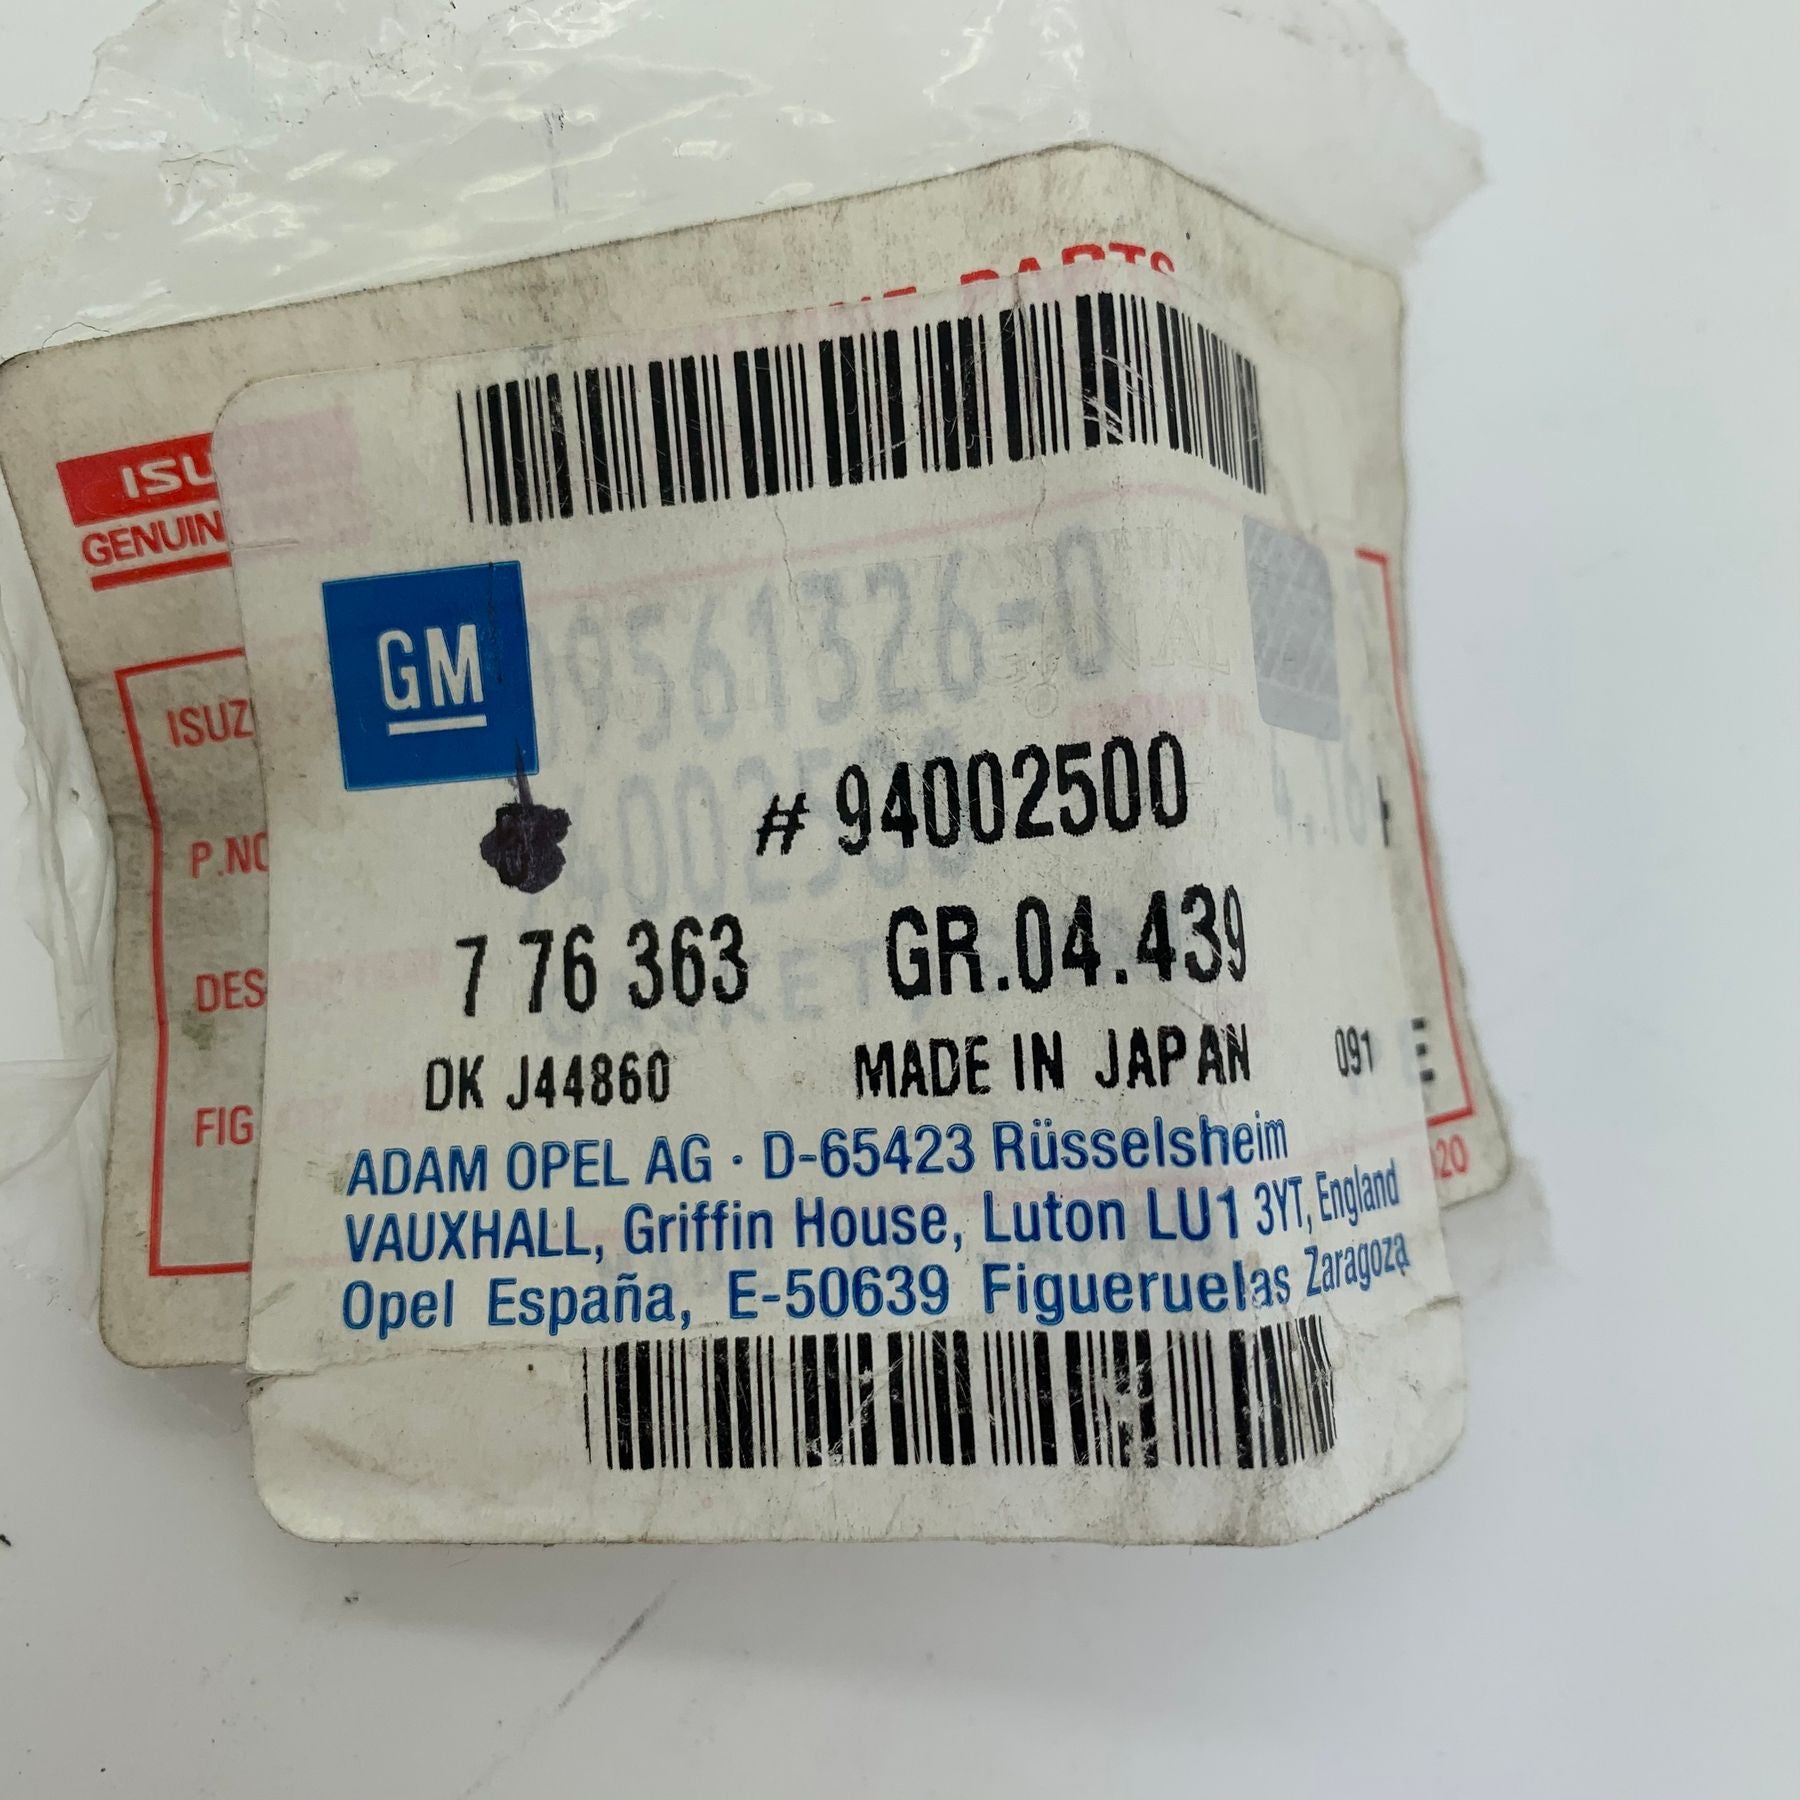 ISU
GENUIN
GM
ISUZ
# 94002500
P.NO
7 76 363 GR.04.439
DES
DK J44860 MADE IN JAPAN 091 E
FIG
ADAM OPEL AG · D-65423 Rüsselsheim
VAUXHALL, Griffin House, Luton LU1 3YT, England
Opel España, E-50639 Figueruelas Zaragoza